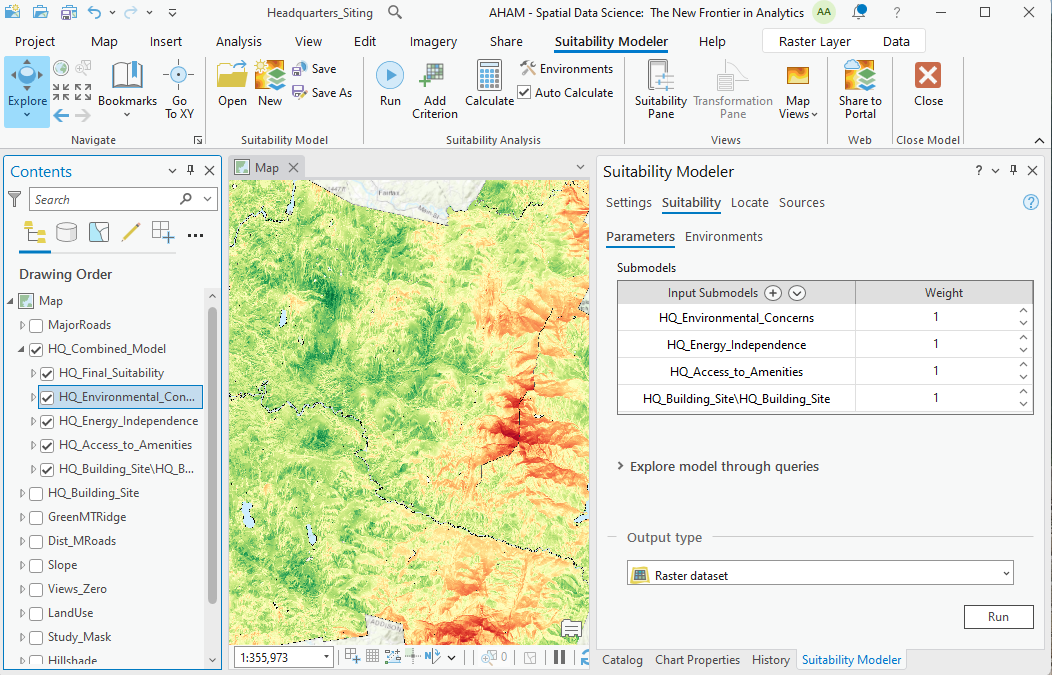 Headquarters_Siting
AHAM - Spatial Data Science: The New Frontier in Analytics
AA
?
Project
Map
Insert
Analysis
View
Edit
Imagery
Share
Suitability Modeler
Help
Raster Layer
Data
Explore
Bookmarks
Go To XY
Navigate
Open
New
Save
Save As
Suitability Model
Run
Add Criterion
Calculate
Environments
Auto Calculate
Suitability Analysis
Suitability Pane
Transformation Pane
Map Views
Views
Share to Portal
Web
Close
Close Model
Contents
Search
Drawing Order
Map
MajorRoads
HQ_Combined_Model
HQ_Final_Suitability
HQ_Environmental_Con...
HQ_Energy_Independence
HQ_Access_to_Amenities
HQ_Building_Site\HQ_B...
HQ_Building_Site
GreenMTRidge
Dist_MRoads
Slope
Views_Zero
LandUse
Study_Mask
Hillshade
Map
Fairfax
ADDISON
1:355,973
N
0
Suitability Modeler
?
Settings
Suitability
Locate
Sources
?
Parameters
Environments
Submodels
Input Submodels
Weight
HQ_Environmental_Concerns
1
HQ_Energy_Independence
1
HQ_Access_to_Amenities
1
HQ_Building_Site\HQ_Building_Site
1
Explore model through queries
Output type
Raster dataset
Run
Catalog
Chart Properties
History
Suitability Modeler